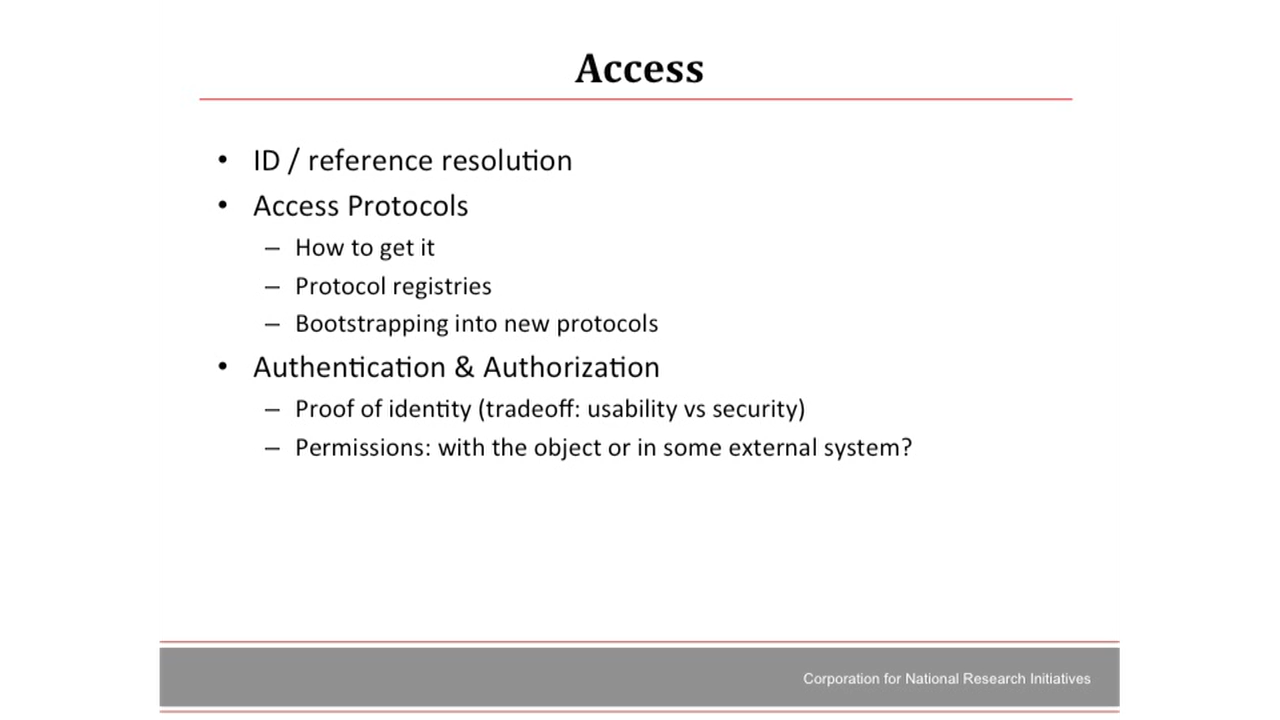 Access
• ID / reference resolution
• Access Protocols
– How to get it
– Protocol registries
– Bootstrapping into new protocols
• Authentication & Authorization
– Proof of identity (tradeoff: usability vs security)
– Permissions: with the object or in some external system?
Corporation for National Research Initiatives